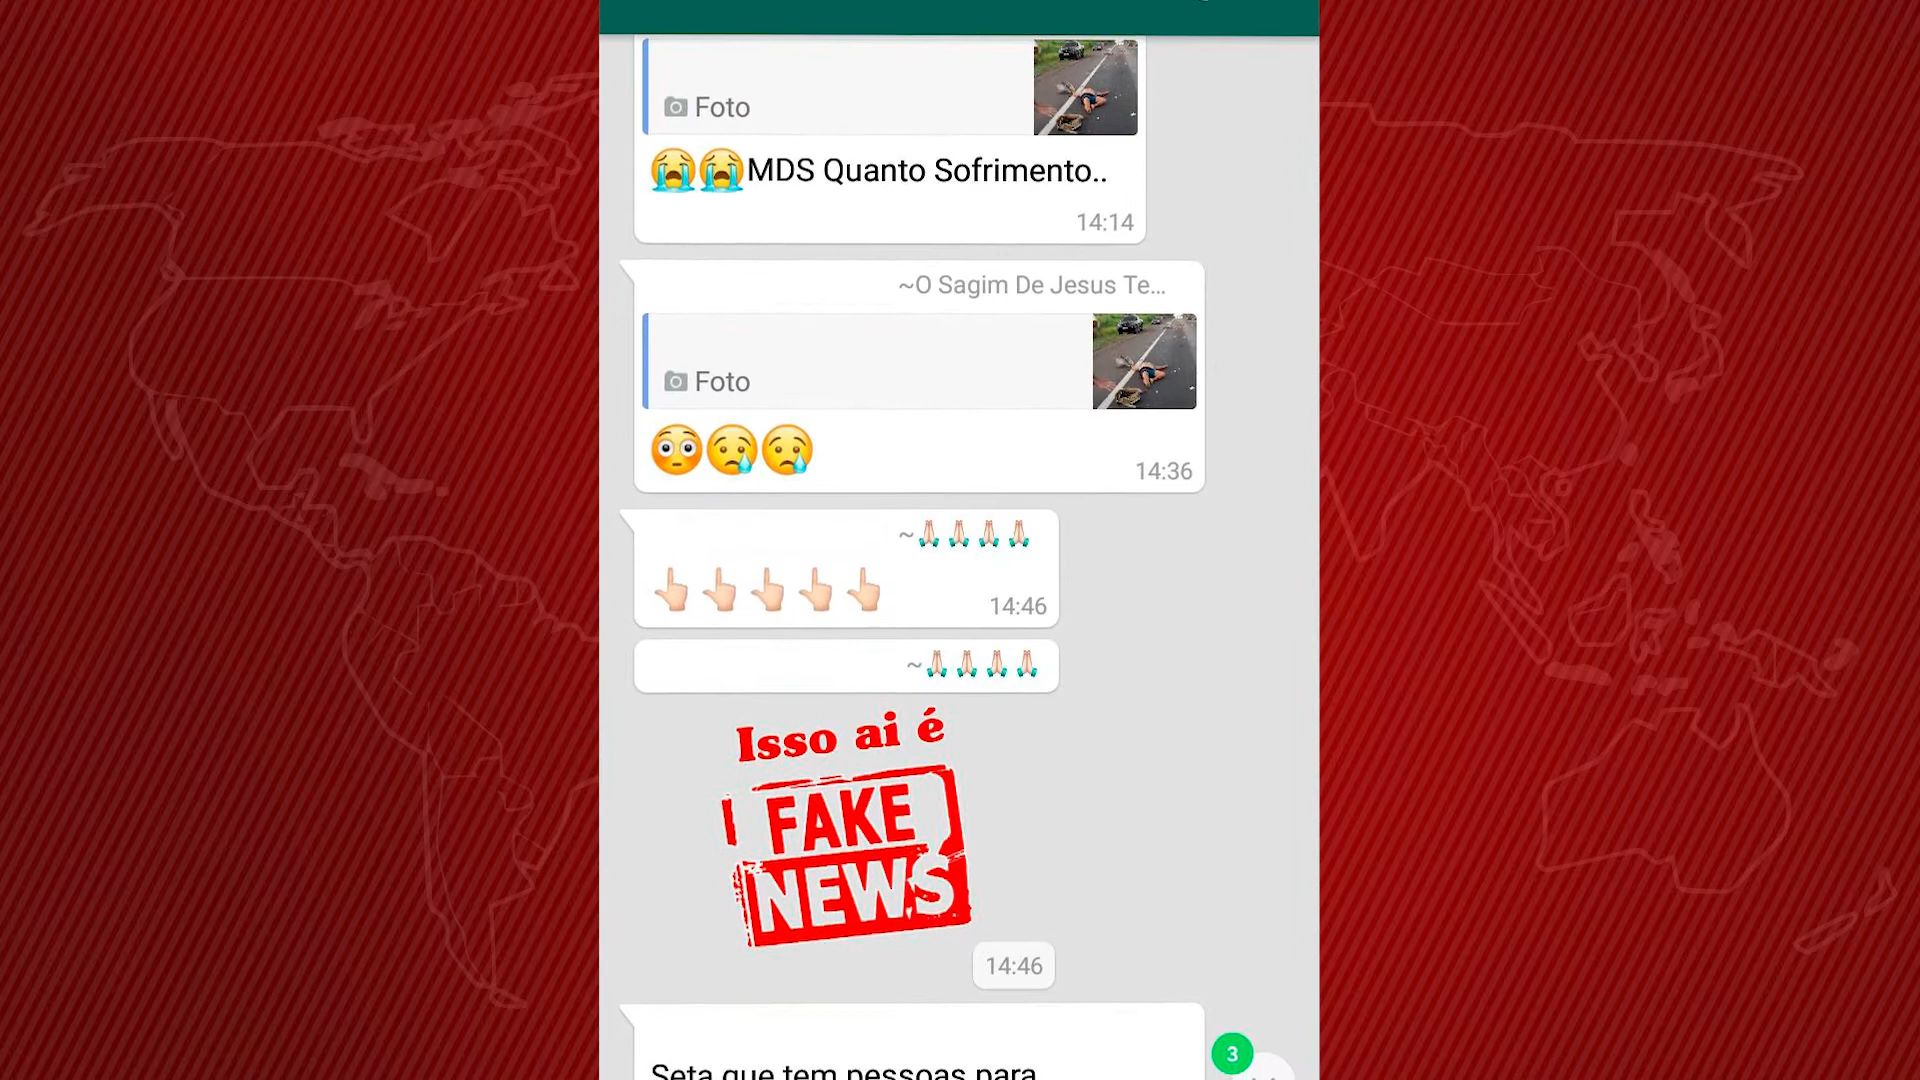 Foto
😭😭MDS Quanto Sofrimento..
14:14
~O Sagim De Jesus Te...
Foto
😳😢😢
14:36
~🙏🏻🙏🏻🙏🏻🙏🏻
👆🏻👆🏻👆🏻👆🏻👆🏻
14:46
~🙏🏻🙏🏻🙏🏻🙏🏻
Isso ai é
FAKE
NEWS
14:46
Seta que tem pessoas para
3